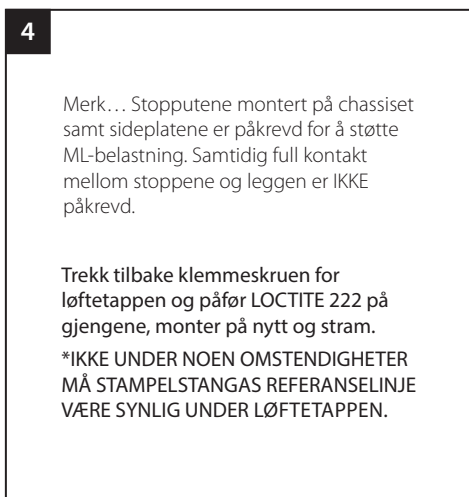 4
Merk… Stopputene montert på chassiset
samt sideplatene er påkrevd for å støtte
ML-belastning. Samtidig full kontakt
mellom stoppene og leggen er IKKE
påkrevd.
Trekk tilbake klemmeskruen for
løftetappen og påfør LOCTITE 222 på
gjengene, monter på nytt og stram.
*IKKE UNDER NOEN OMSTENDIGHETER
MÅ STAMPELSTANGAS REFERANSELINJE
VÆRE SYNLIG UNDER LØFTETAPPEN.